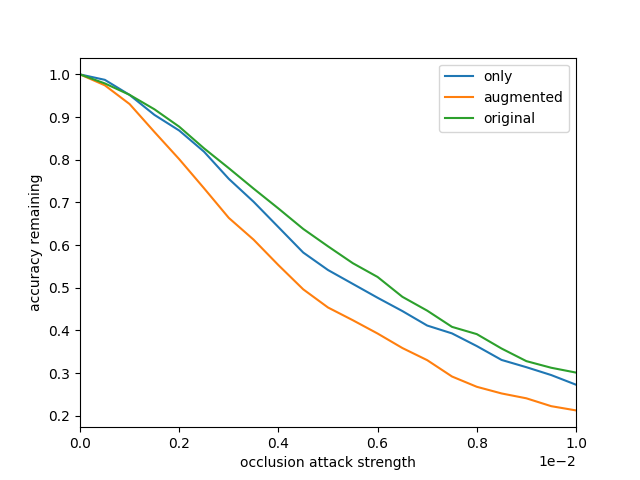 only
augmented
original
1.0
0.9
0.8
0.7
0.6
0.5
0.4
0.3
0.2
accuracy remaining
0.0 0.2 0.4 0.6 0.8 1.0
occlusion attack strength
1e−2